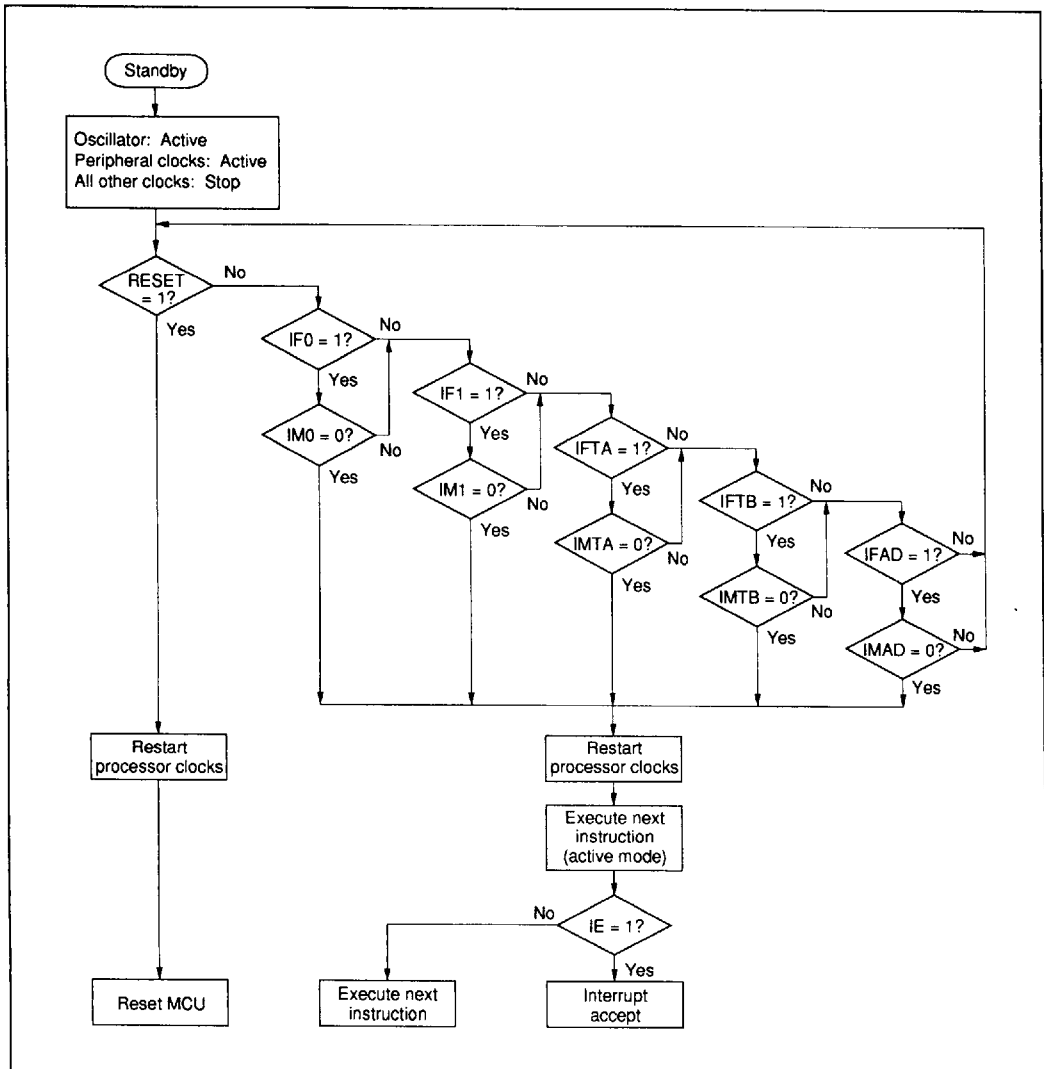 Standby
Oscillator: Active
Peripheral clocks: Active
All other clocks: Stop
RESET
= 1?
No
Yes
IF0 = 1?
No
Yes
IM0 = 0?
No
Yes
IF1 = 1?
No
Yes
IM1 = 0?
No
Yes
IFTA = 1?
No
Yes
IMTA = 0?
No
Yes
IFTB = 1?
No
Yes
IMTB = 0?
No
Yes
IFAD = 1?
No
Yes
IMAD = 0?
No
Yes
Restart
processor clocks
Reset MCU
Restart
processor clocks
Execute next
instruction
(active mode)
IE = 1?
No
Yes
Execute next
instruction
Interrupt
accept